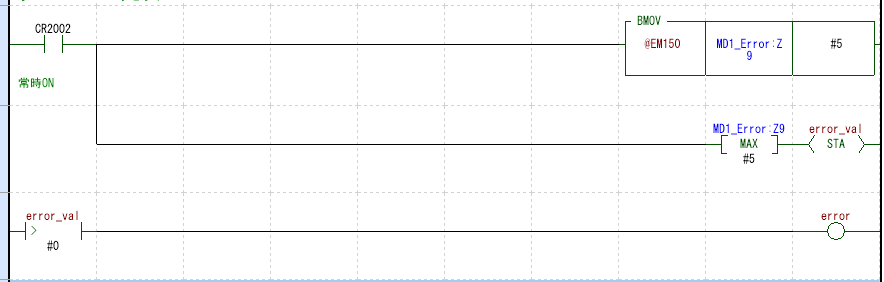 CR2002
BMOV
@EM150
MD1_Error:Z
9
#5
常時ON
MD1_Error:Z9
error_val
MAX
STA
#5
error_val
error
>
#0